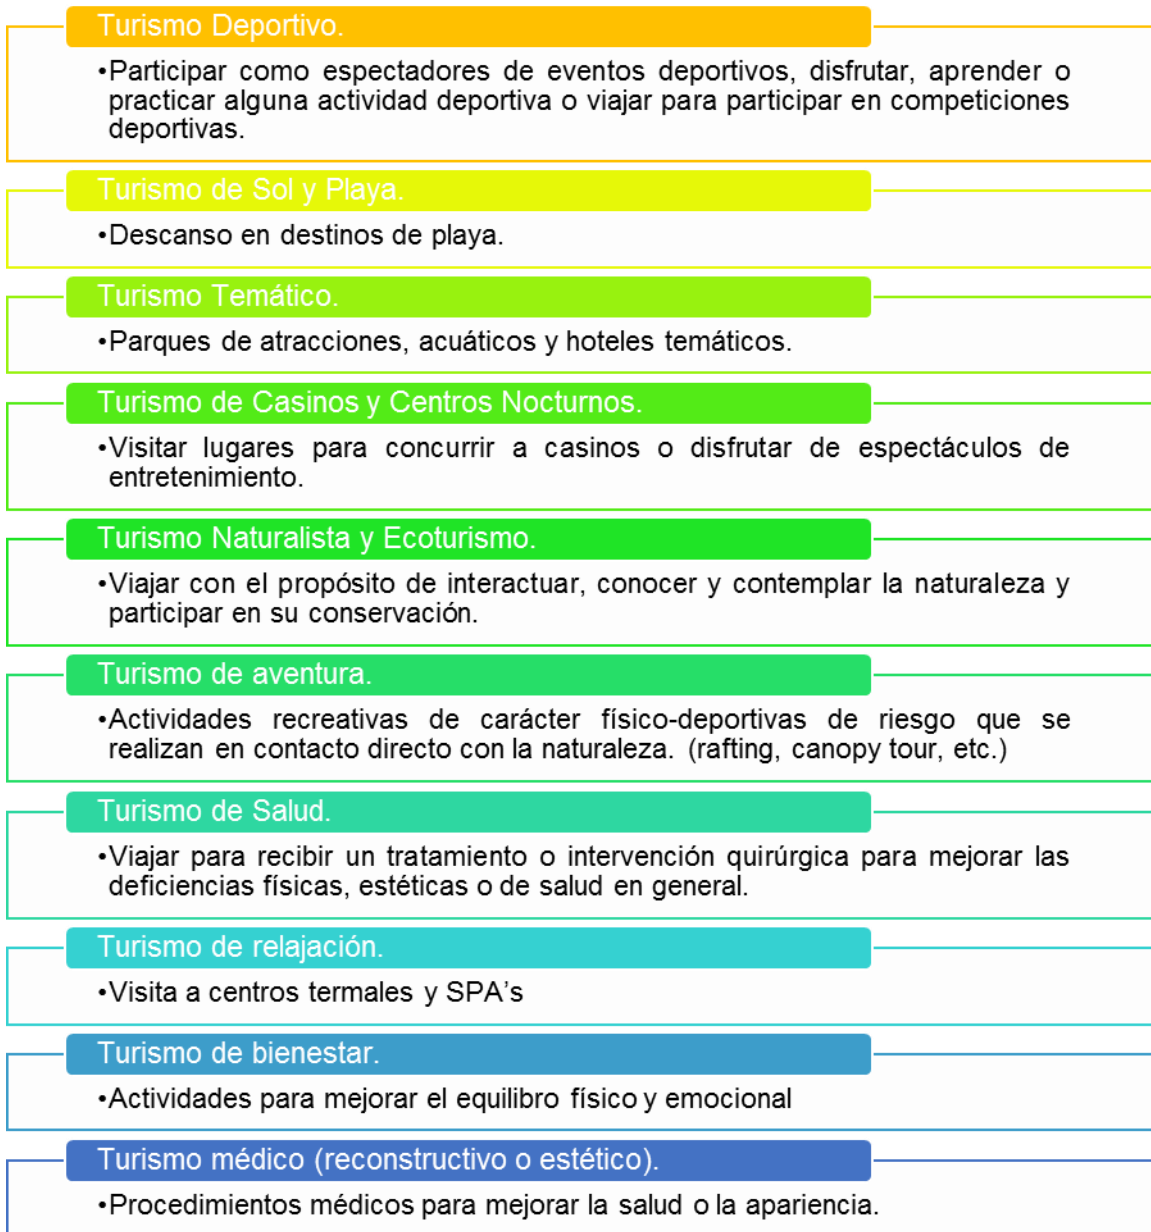 Turismo Deportivo.
•Participar como espectadores de eventos deportivos, disfrutar, aprender o
practicar alguna actividad deportiva o viajar para participar en competiciones
deportivas.
Turismo de Sol y Playa.
•Descanso en destinos de playa.
Turismo Temático.
•Parques de atracciones, acuáticos y hoteles temáticos.
Turismo de Casinos y Centros Nocturnos.
•Visitar lugares para concurrir a casinos o disfrutar de espectáculos de
entretenimiento.
Turismo Naturalista y Ecoturismo.
•Viajar con el propósito de interactuar, conocer y contemplar la naturaleza y
participar en su conservación.
Turismo de aventura.
•Actividades recreativas de carácter físico-deportivas de riesgo que se
realizan en contacto directo con la naturaleza. (rafting, canopy tour, etc.)
Turismo de Salud.
•Viajar para recibir un tratamiento o intervención quirúrgica para mejorar las
deficiencias físicas, estéticas o de salud en general.
Turismo de relajación.
•Visita a centros termales y SPA’s
Turismo de bienestar.
•Actividades para mejorar el equilibro físico y emocional
Turismo médico (reconstructivo o estético).
•Procedimientos médicos para mejorar la salud o la apariencia.